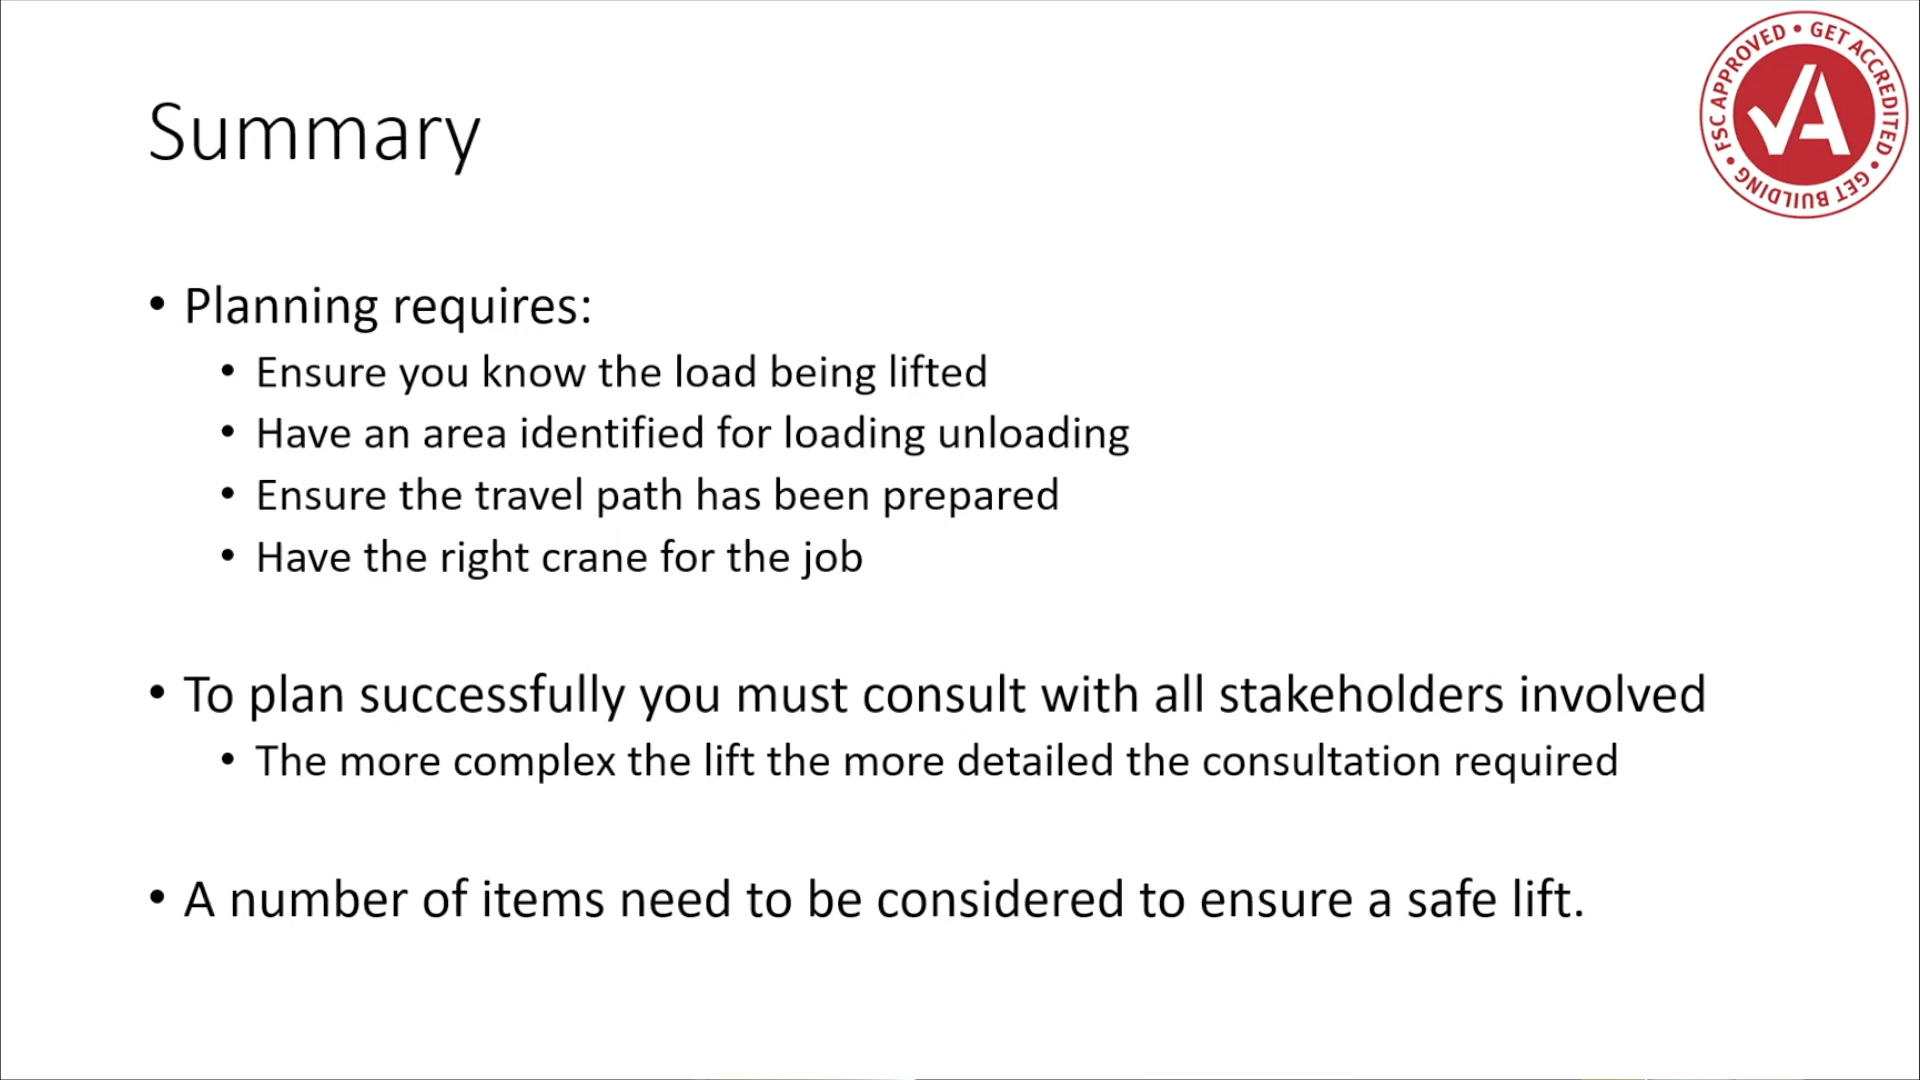 Summary
• FSC APPROVED • GET ACCREDITED • GET BUILDING
• Planning requires:
• Ensure you know the load being lifted
• Have an area identified for loading unloading
• Ensure the travel path has been prepared
• Have the right crane for the job
• To plan successfully you must consult with all stakeholders involved
• The more complex the lift the more detailed the consultation required
• A number of items need to be considered to ensure a safe lift.